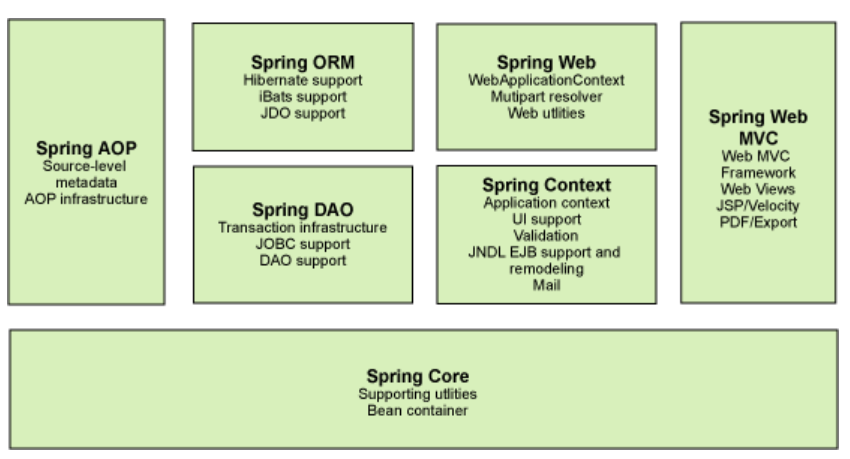 Spring AOP
Source-level
metadata
AOP infrastructure
Spring ORM
Hibernate support
iBats support
JDO support
Spring DAO
Transaction infrastructure
JOBC support
DAO support
Spring Web
WebApplicationContext
Mutipart resolver
Web utlities
Spring Context
Application context
UI support
Validation
JNDL EJB support and
remodeling
Mail
Spring Web
MVC
Web MVC
Framework
Web Views
JSP/Velocity
PDF/Export
Spring Core
Supporting utlities
Bean container